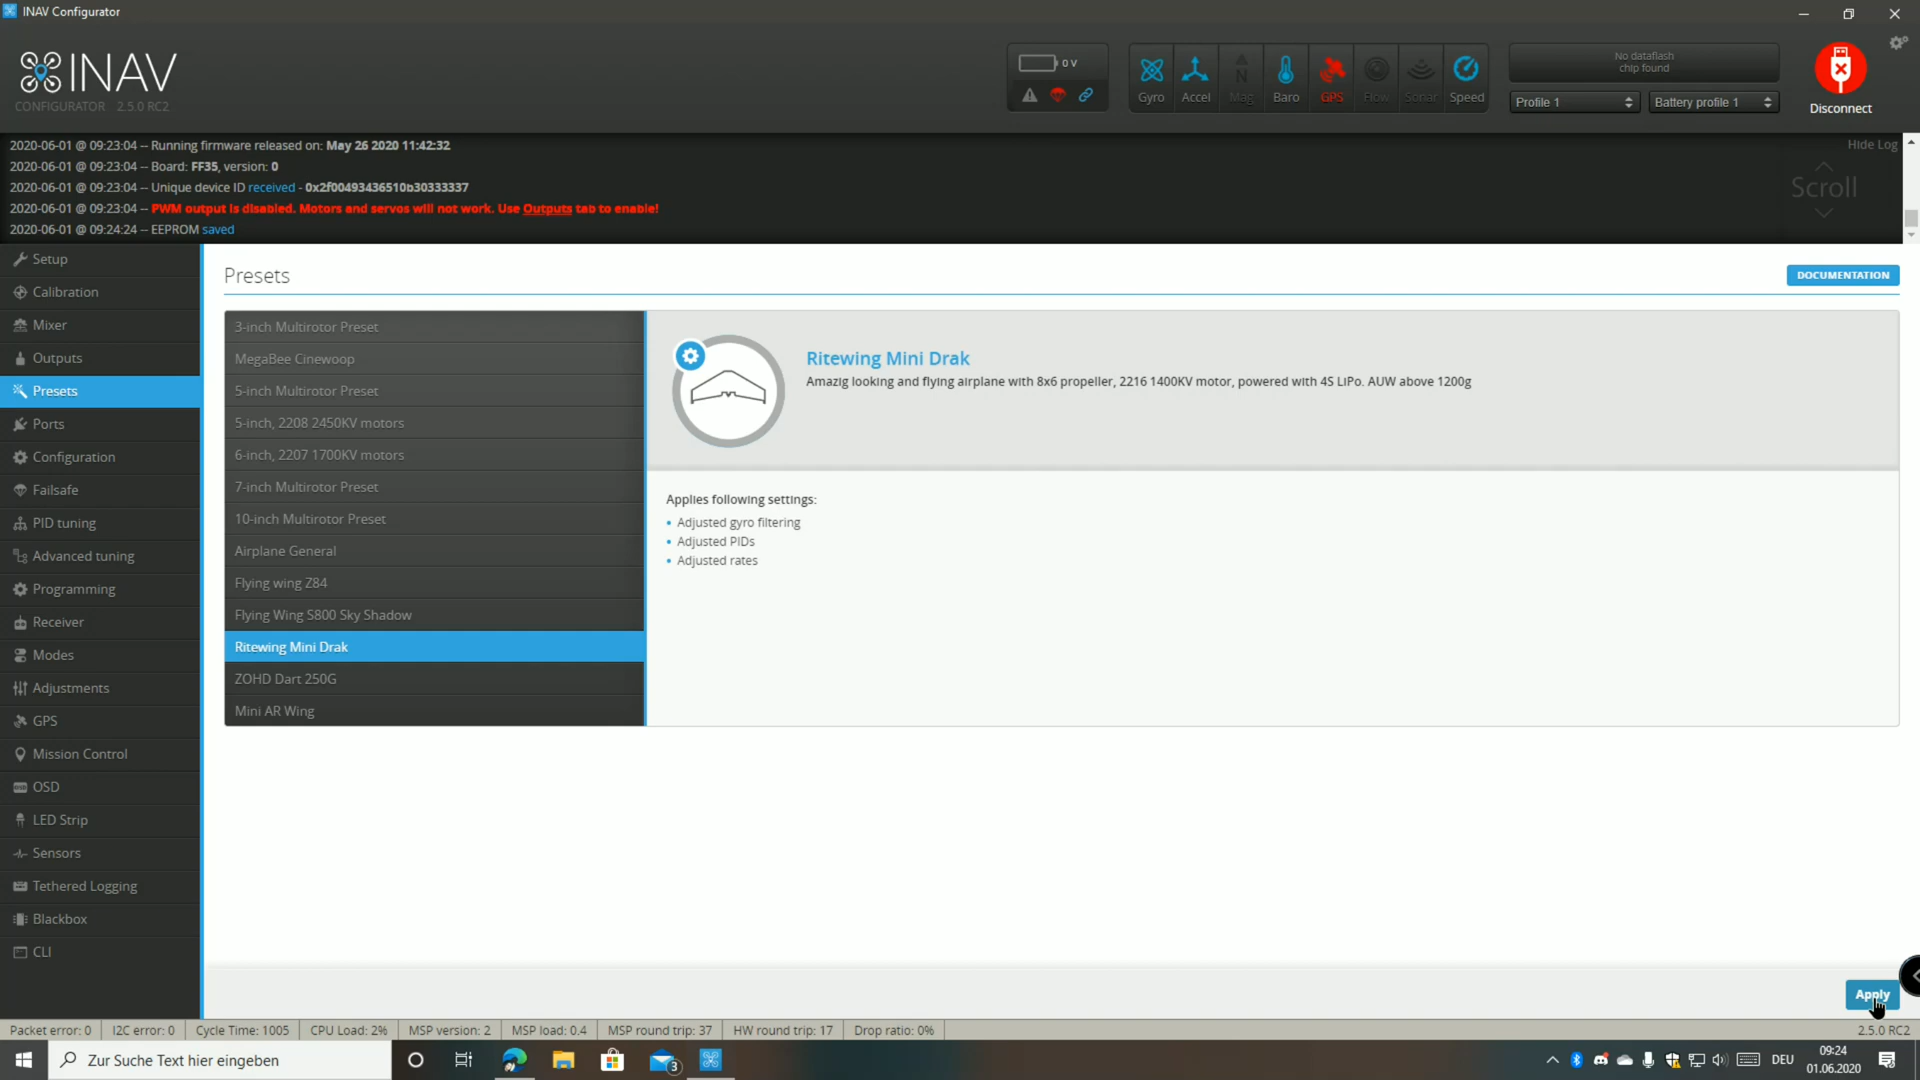 INAV Configurator
INAV
CONFIGURATOR 2.5.0 RC2
0 V
Gyro
Accel
Mag
Baro
GPS
Flow
Sonar
Speed
No dataflash
chip found
Profile 1
Battery profile 1
Disconnect
2020-06-01 @ 09:23:04 -- Running firmware released on: May 26 2020 11:42:32
2020-06-01 @ 09:23:04 -- Board: FF35, version: 0
2020-06-01 @ 09:23:04 -- Unique device ID received - 0x2f00493436510b30333337
2020-06-01 @ 09:23:04 -- PWM output is disabled. Motors and servos will not work. Use Outputs tab to enable!
2020-06-01 @ 09:24:24 -- EEPROM saved
Hide Log
Scroll
Setup
Calibration
Mixer
Outputs
Presets
Ports
Configuration
Failsafe
PID tuning
Advanced tuning
Programming
Receiver
Modes
Adjustments
GPS
Mission Control
OSD
LED Strip
Sensors
Tethered Logging
Blackbox
CLI
Presets
DOCUMENTATION
3-inch Multirotor Preset
MegaBee Cinewoop
5-inch Multirotor Preset
5-inch, 2208 2450KV motors
6-inch, 2207 1700KV motors
7-inch Multirotor Preset
10-inch Multirotor Preset
Airplane General
Flying wing Z84
Flying Wing S800 Sky Shadow
Ritewing Mini Drak
ZOHD Dart 250G
Mini AR Wing
Ritewing Mini Drak
Amazig looking and flying airplane with 8x6 propeller, 2216 1400KV motor, powered with 4S LiPo. AUW above 1200g
Applies following settings:
Adjusted gyro filtering
Adjusted PIDs
Adjusted rates
Apply
Packet error: 0
I2C error: 0
Cycle Time: 1005
CPU Load: 2%
MSP version: 2
MSP load: 0.4
MSP round trip: 37
HW round trip: 17
Drop ratio: 0%
2.5.0 RC2
Zur Suche Text hier eingeben
3
DEU
09:24
01.06.2020